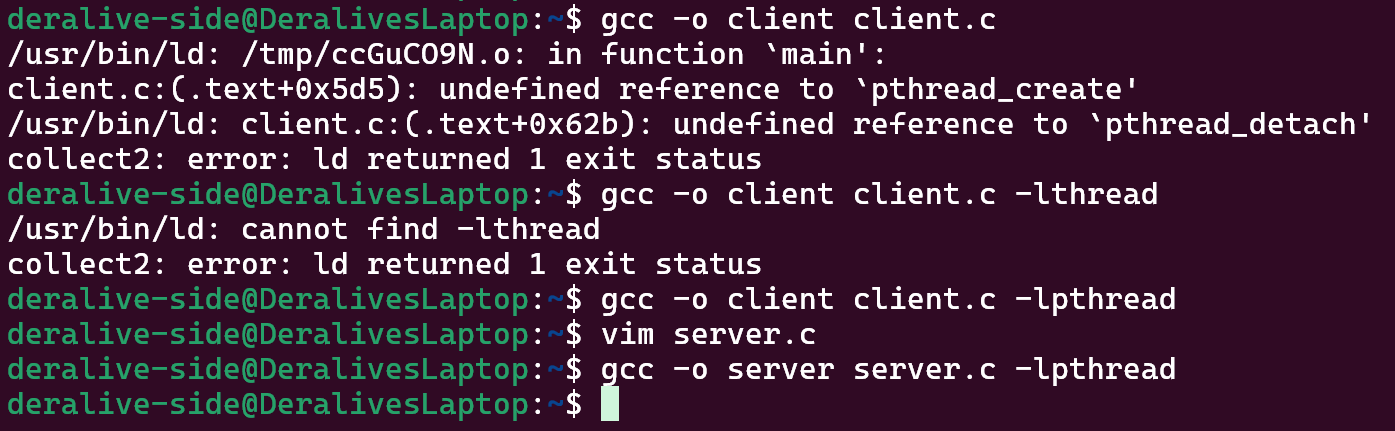 deralive-side@DeralivesLaptop:~$ gcc -o client client.c
/usr/bin/ld: /tmp/ccGuCO9N.o: in function `main':
client.c:(.text+0x5d5): undefined reference to `pthread_create'
/usr/bin/ld: client.c:(.text+0x62b): undefined reference to `pthread_detach'
collect2: error: ld returned 1 exit status
deralive-side@DeralivesLaptop:~$ gcc -o client client.c -lthread
/usr/bin/ld: cannot find -lthread
collect2: error: ld returned 1 exit status
deralive-side@DeralivesLaptop:~$ gcc -o client client.c -lpthread
deralive-side@DeralivesLaptop:~$ vim server.c
deralive-side@DeralivesLaptop:~$ gcc -o server server.c -lpthread
deralive-side@DeralivesLaptop:~$